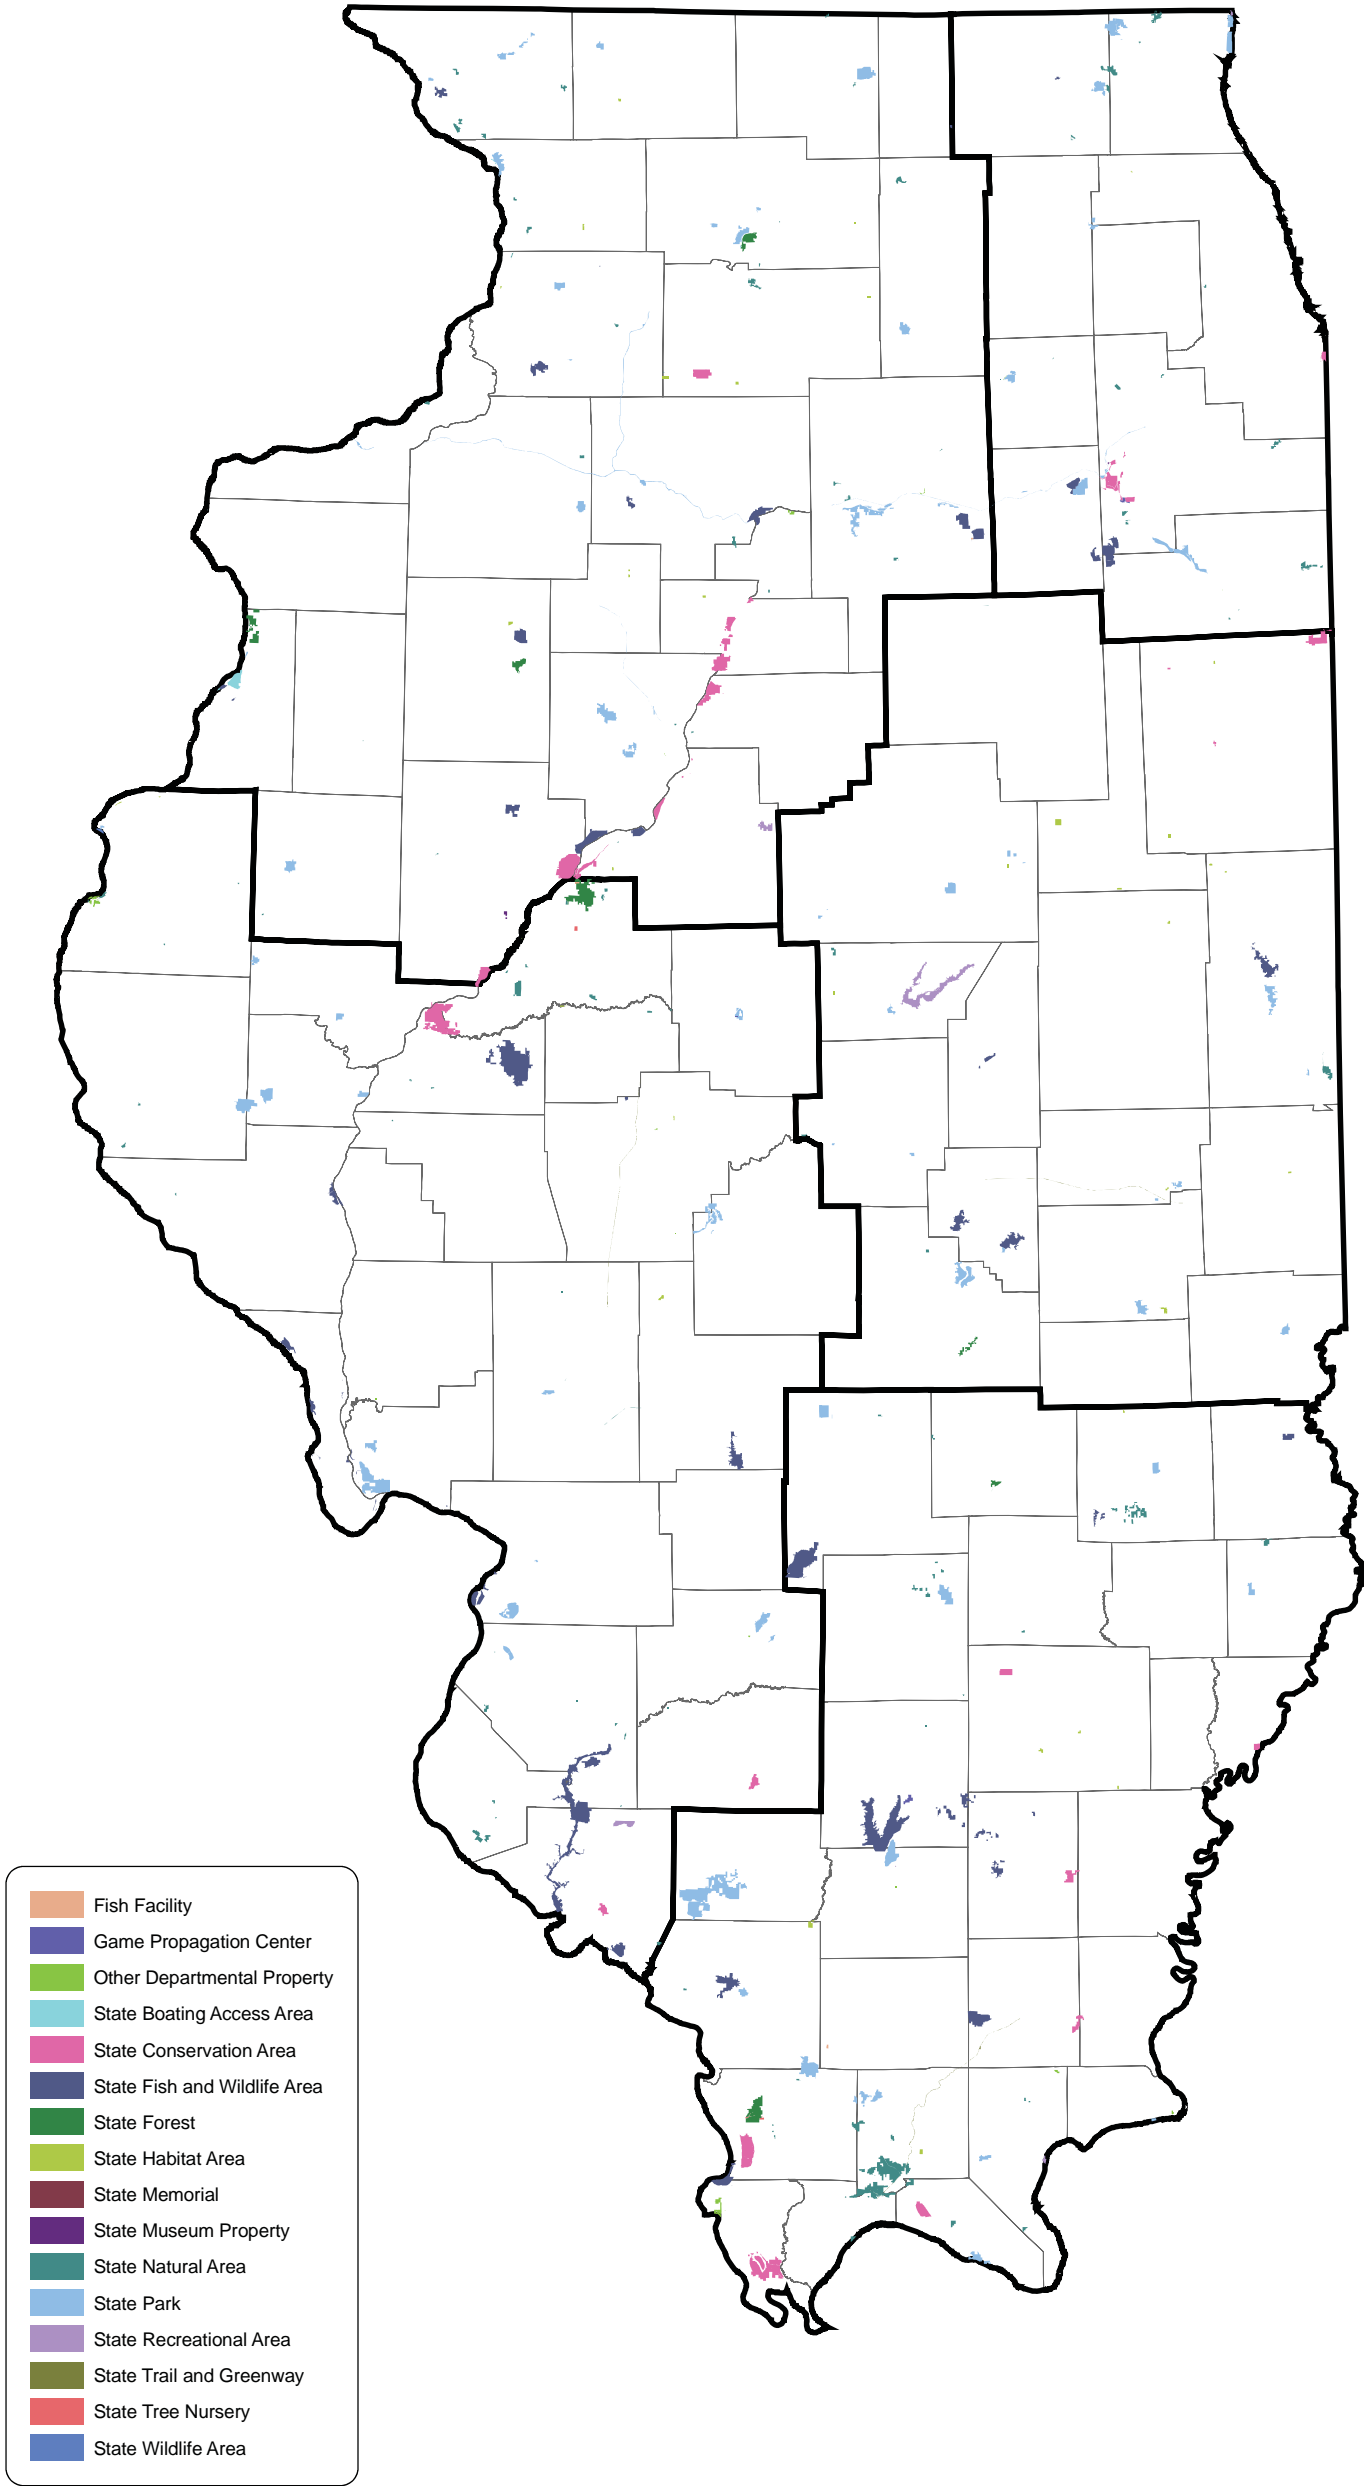 Fish Facility
Game Propagation Center
Other Departmental Property
State Boating Access Area
State Conservation Area
State Fish and Wildlife Area
State Forest
State Habitat Area
State Memorial
State Museum Property
State Natural Area
State Park
State Recreational Area
State Trail and Greenway
State Tree Nursery
State Wildlife Area